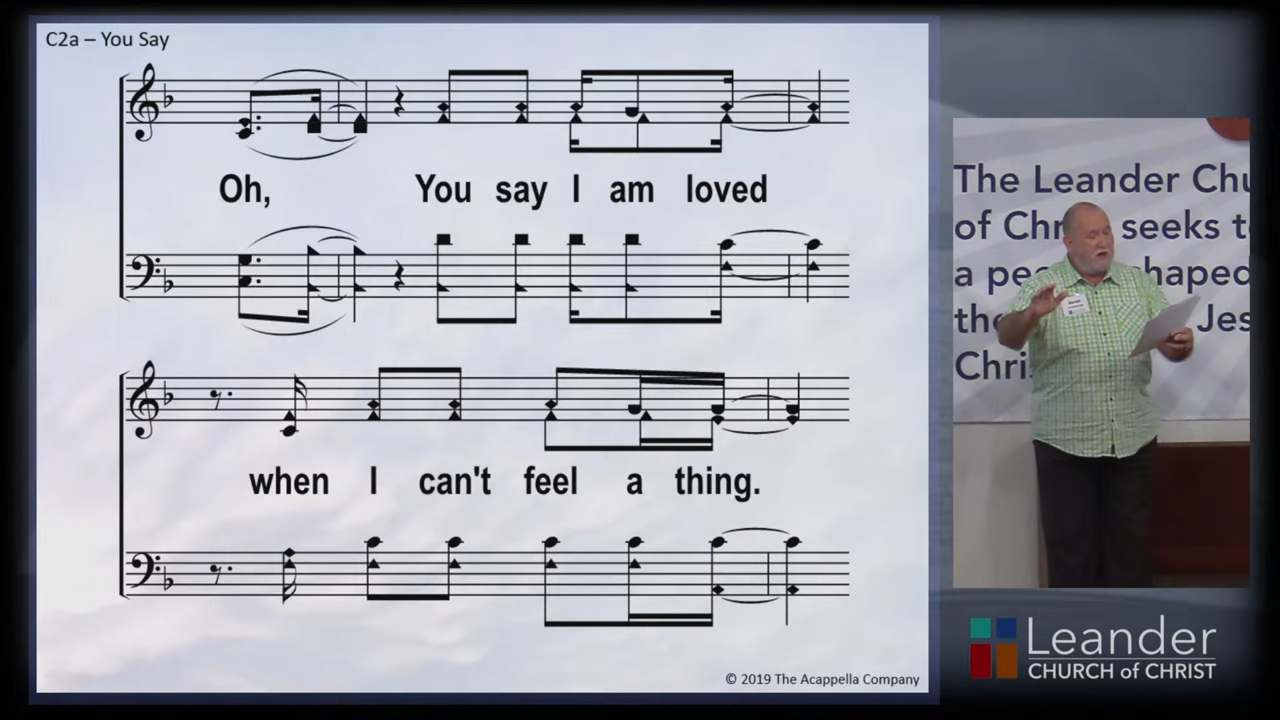 C2a – You Say
Oh, You say I am loved
when I can't feel a thing.
© 2019 The Acappella Company
The Leander Chu
of Chr seeks t
a pe haped
the Jes
Chri
Leander
CHURCH of CHRIST